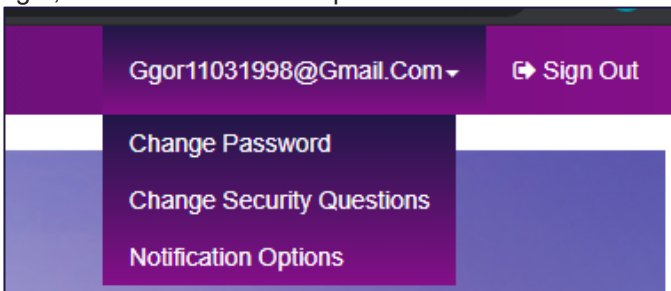 Ggor11031998@Gmail.Com Sign Out
Change Password
Change Security Questions
Notification Options